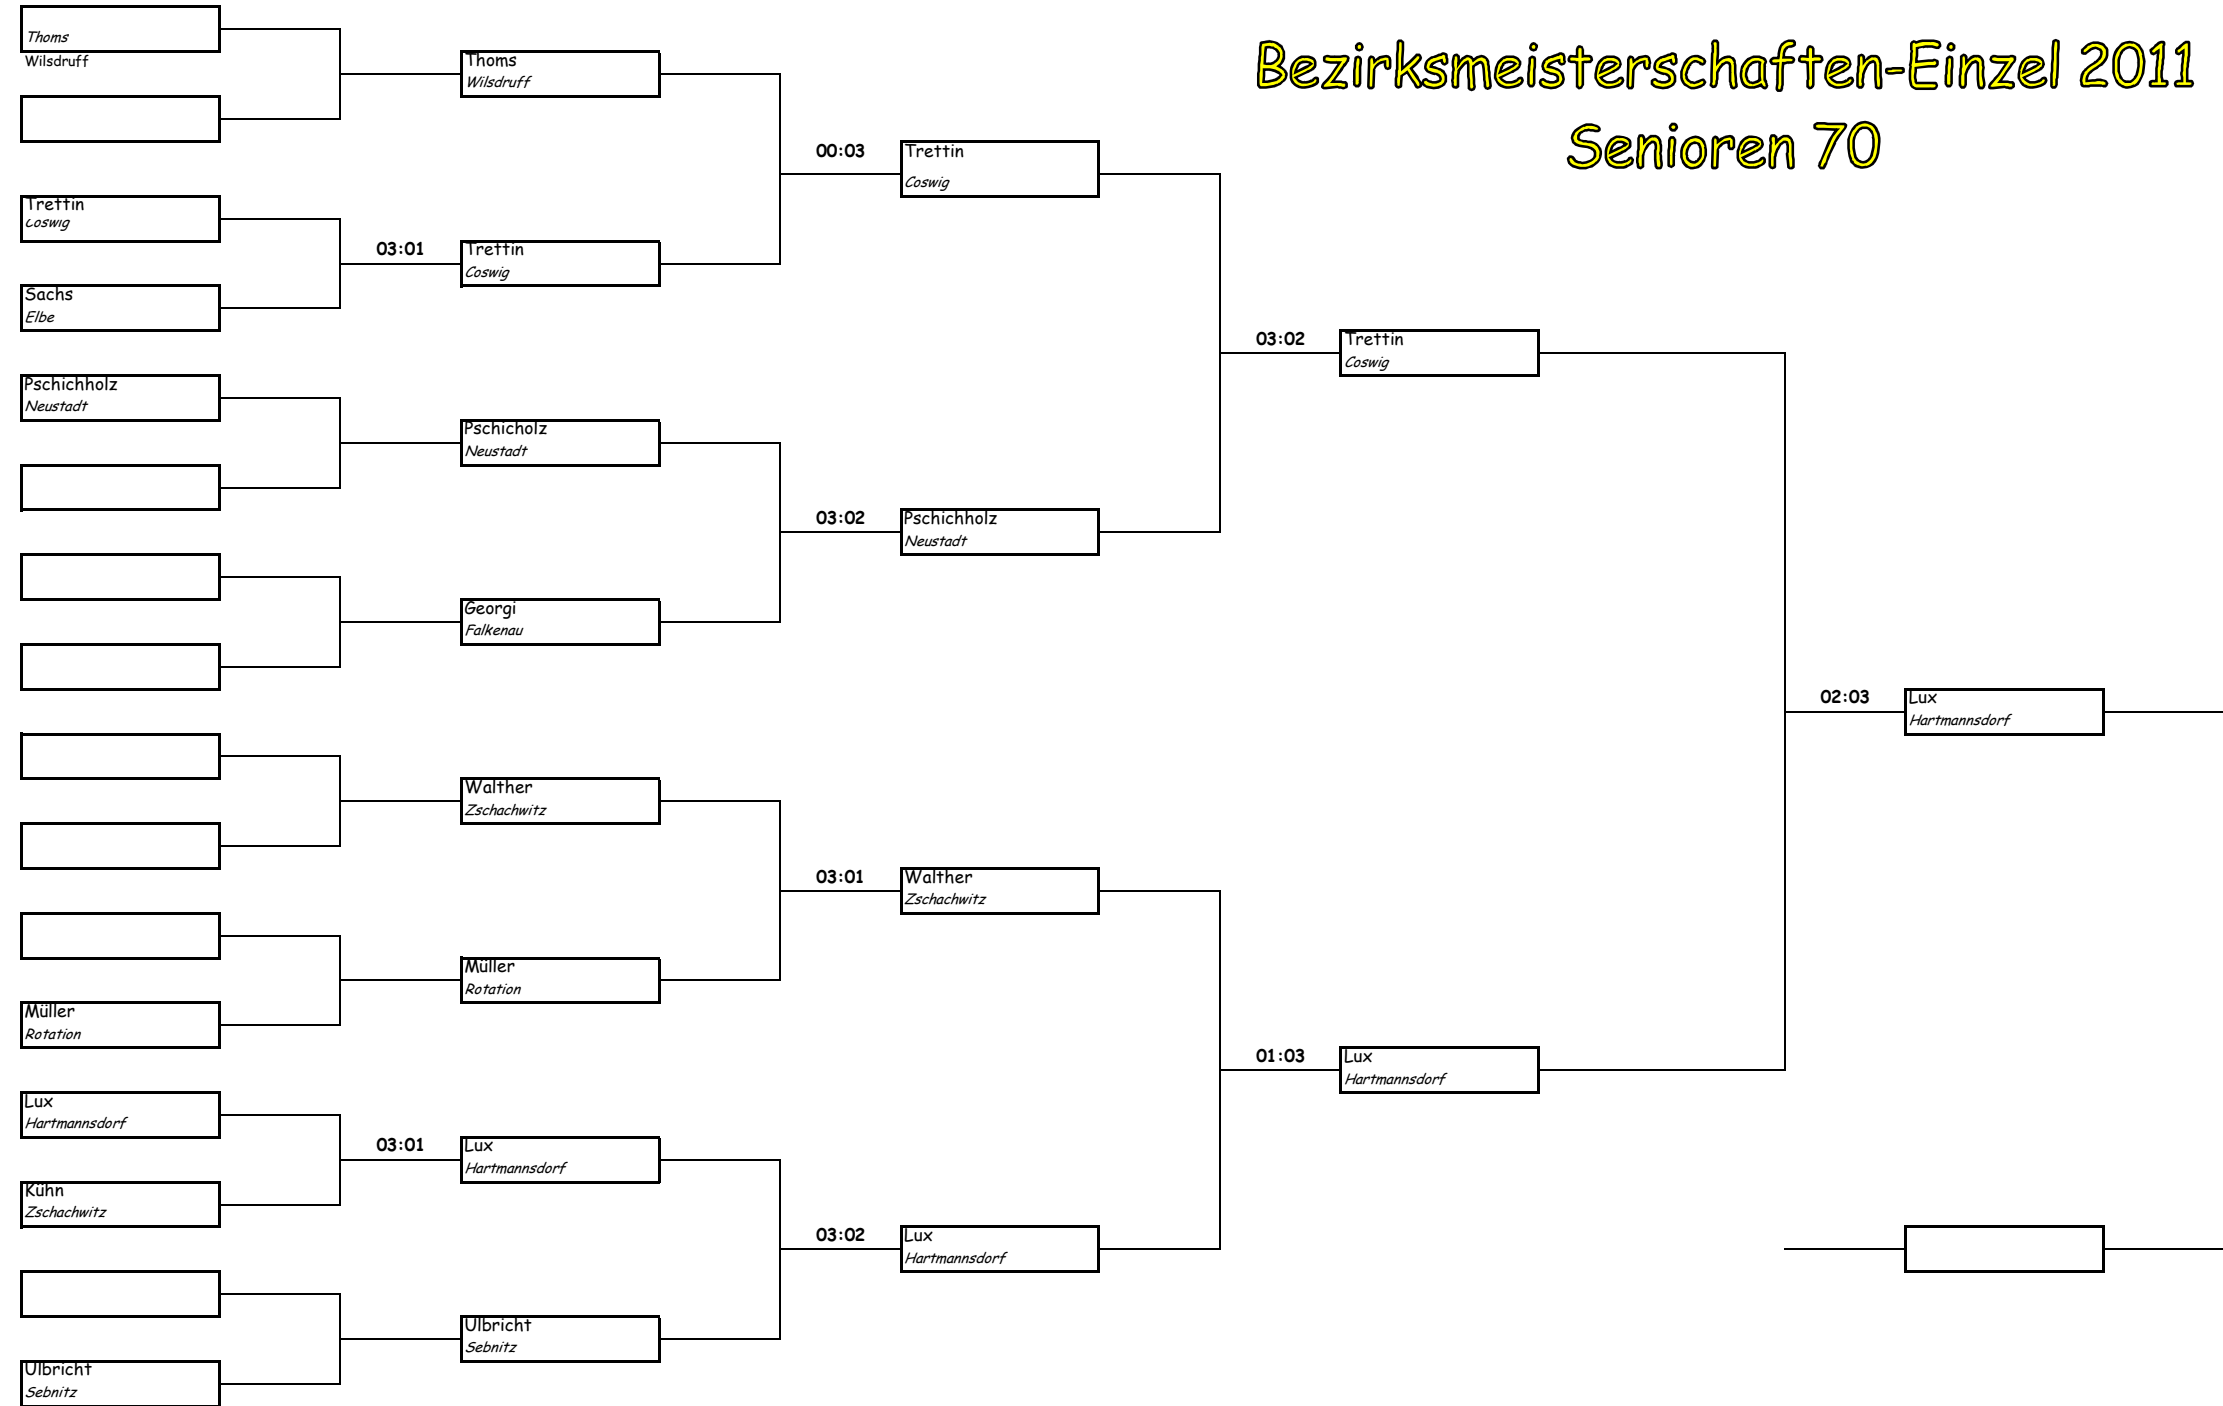 Bezirksmeisterschaften-Einzel 2011
Senioren 70
Thoms
Wilsdruff
Trettin
Coswig
Sachs
Elbe
Pschichholz
Neustadt
Müller
Rotation
Lux
Hartmannsdorf
Kühn
Zschachwitz
Ulbricht
Sebnitz
Thoms
Wilsdruff
03:01
Trettin
Coswig
Pschicholz
Neustadt
Georgi
Falkenau
Walther
Zschachwitz
Müller
Rotation
03:01
Lux
Hartmannsdorf
Ulbricht
Sebnitz
00:03
Trettin
Coswig
03:02
Pschichholz
Neustadt
03:01
Walther
Zschachwitz
03:02
Lux
Hartmannsdorf
03:02
Trettin
Coswig
01:03
Lux
Hartmannsdorf
02:03
Lux
Hartmannsdorf